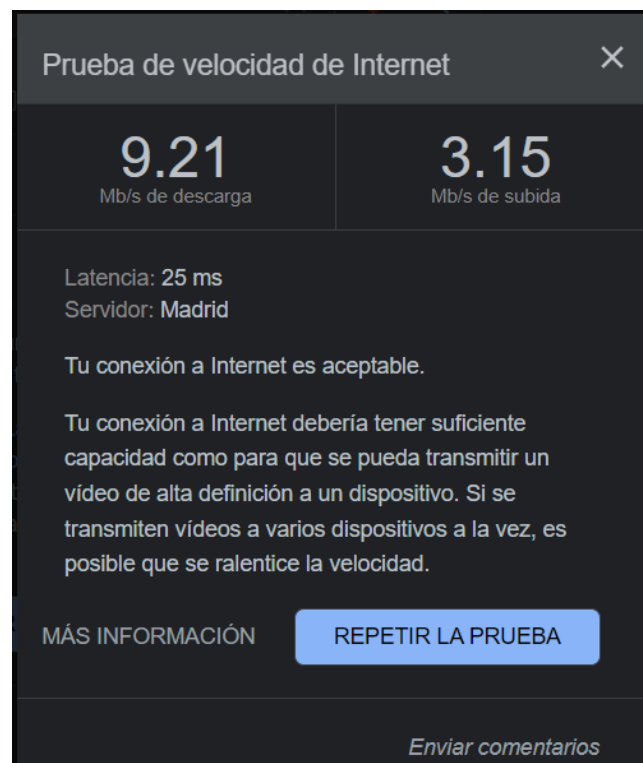 Prueba de velocidad de Internet
9.21
Mb/s de descarga
3.15
Mb/s de subida
Latencia: 25 ms
Servidor: Madrid
Tu conexión a Internet es aceptable.
Tu conexión a Internet debería tener suficiente
capacidad como para que se pueda transmitir un
vídeo de alta definición a un dispositivo. Si se
transmiten vídeos a varios dispositivos a la vez, es
posible que se ralentice la velocidad.
MÁS INFORMACIÓN
REPETIR LA PRUEBA
Enviar comentarios